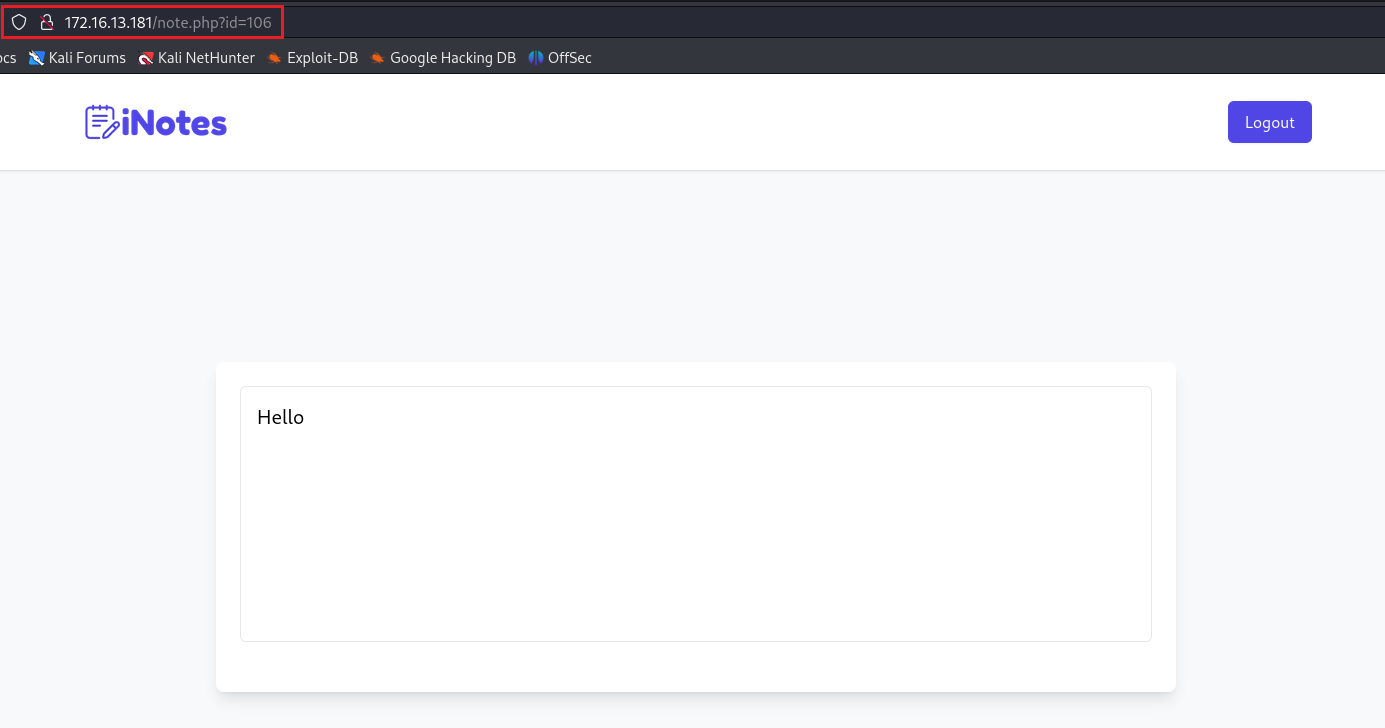 172.16.13.181/note.php?id=106
ocs Kali Forums Kali NetHunter Exploit-DB Google Hacking DB OffSec
iNotes Logout
Hello